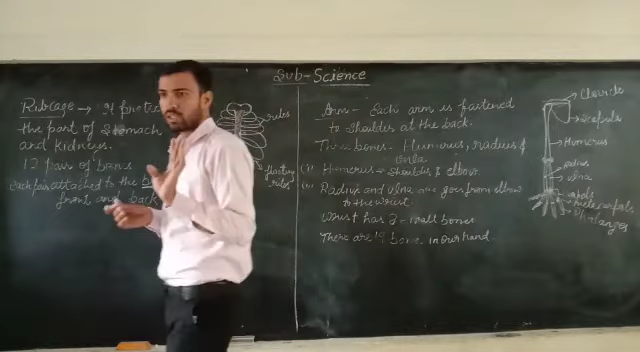 Sub-Science
Ribcage → It protec
the part of stomach
and kidneys.
12 pair of bones
Each pair attached to the
front and back
ribs
floating
ribs
Arm - Each arm is fastened
to shoulder at the back.
Three bones - Humerus, radius &
Ulna
(i) Humerus - Shoulder & elbow.
(ii) Radius and Ulna are goes from elbow
to the wrist.
Wrist has 8 - small bones
There are 19 bone in our hand.
Clavicle
Scapula
Humerus
radius
Ulna
carpals
metacarpals
Phalanges